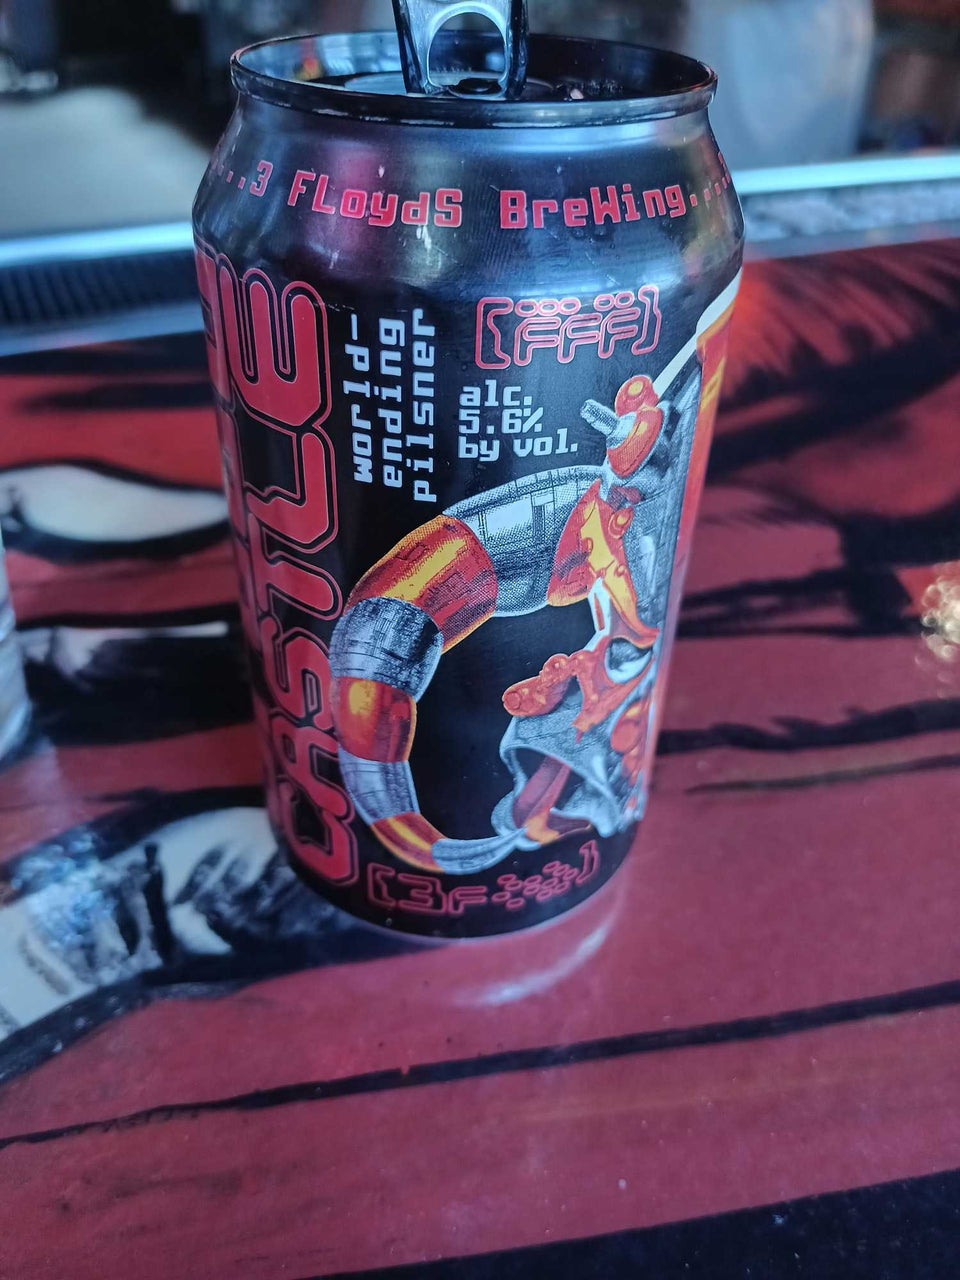 ...3 FLoydS BreWing....
CASTLE
world-
ending
pilsner
[fff]
alc.
5.6%
by vol.
[3F